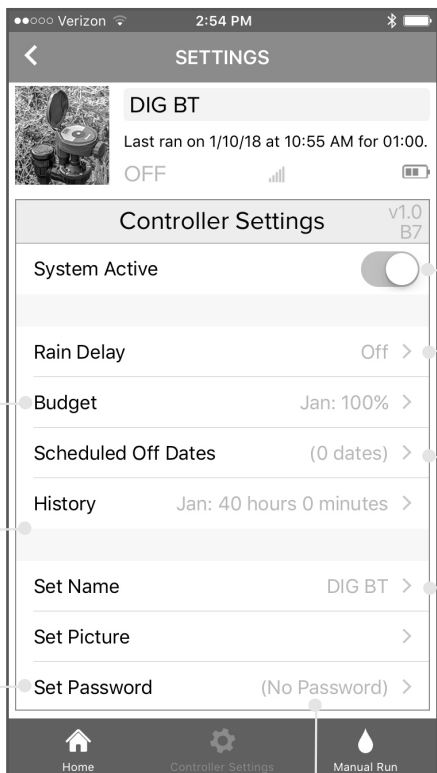 Verizon 2:54 PM
SETTINGS
DIG BT
Last ran on 1/10/18 at 10:55 AM for 01:00.
OFF
Controller Settings v1.0 B7
System Active
Rain Delay Off
Budget Jan: 100%
Scheduled Off Dates (0 dates)
History Jan: 40 hours 0 minutes
Set Name DIG BT
Set Picture
Set Password (No Password)
Home Controller Settings Manual Run